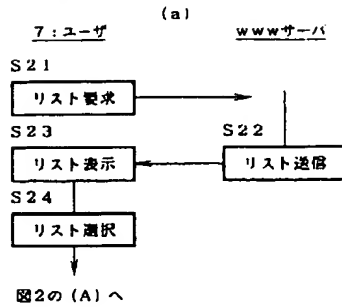 (a)
7：ユーザ
wwwサーバ
S21
リスト要求
S22
S23
リスト表示
リスト送信
S24
リスト選択
図2の(A)へ